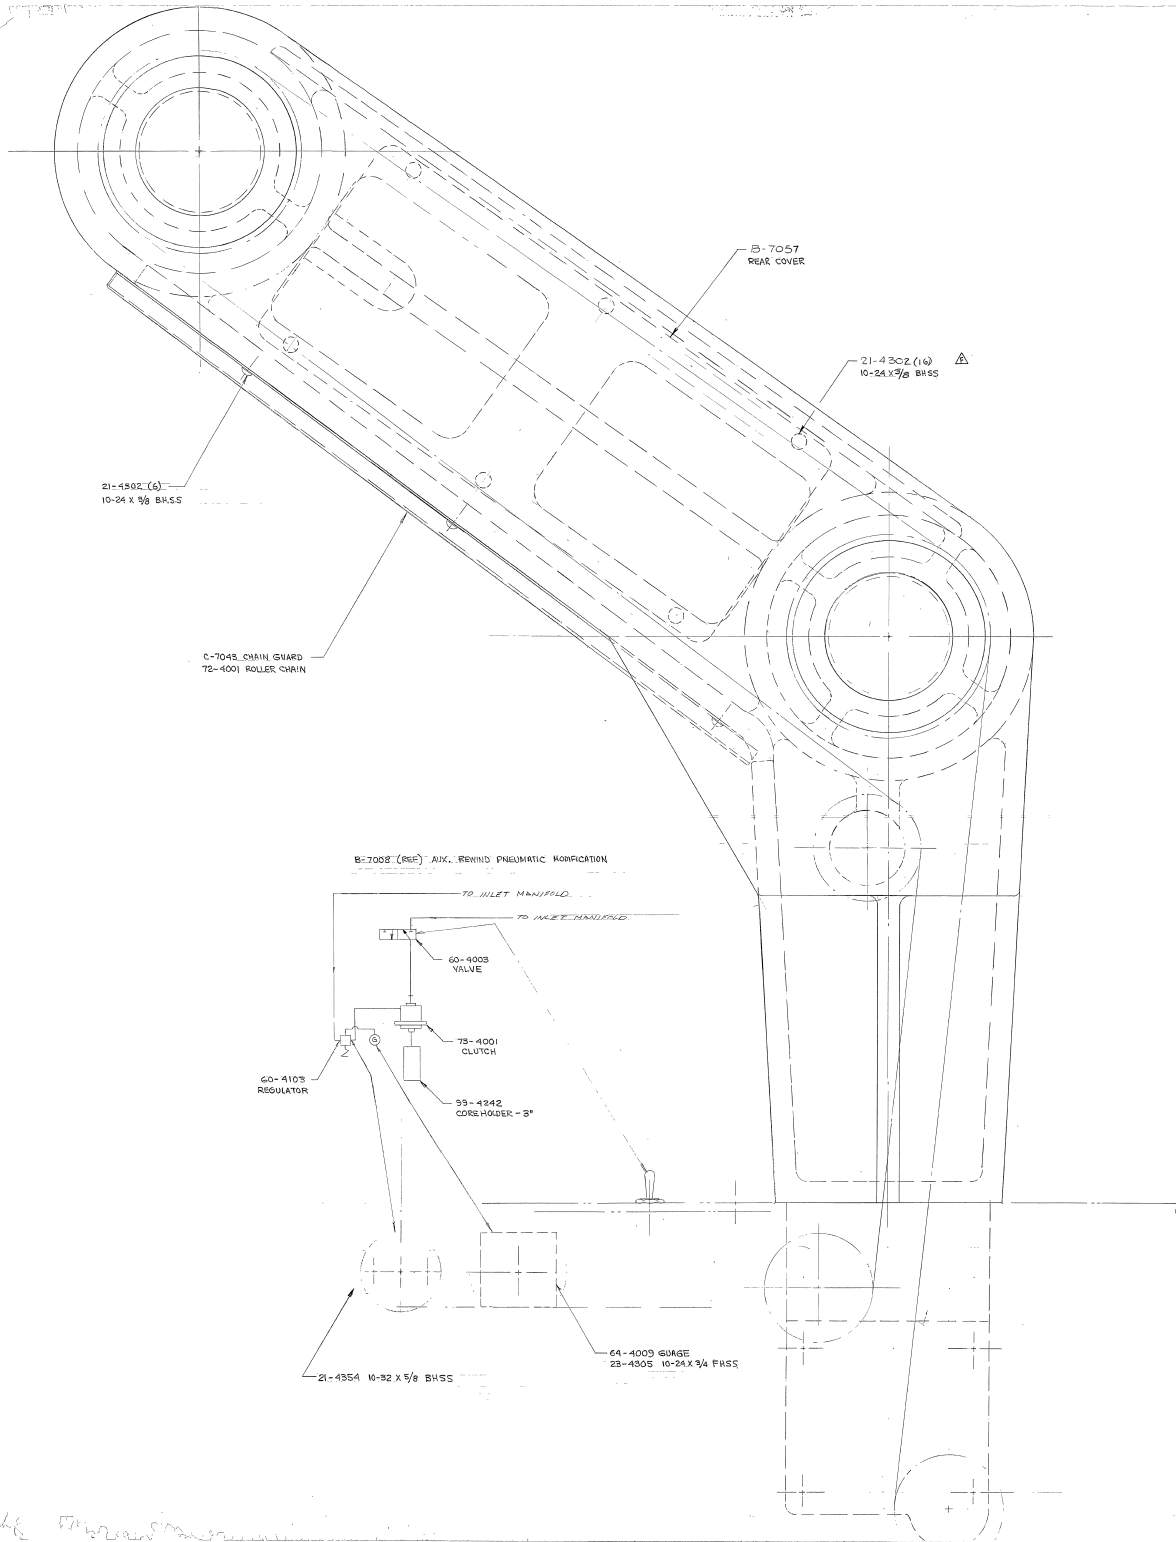 B-7057
REAR COVER
21-4302 (16)
10-24 X 3/8 BHSS
21-4302 (6)
10-24 X 3/8 B.H.S.S
C-7043 CHAIN GUARD
72-4001 ROLLER CHAIN
B-7008 (REF) AUX. REWIND PNEUMATIC MODIFICATION
TO INLET MANIFOLD
TO INLET MANIFOLD
60-4003
VALVE
G
73-4001
CLUTCH
60-4103
REGULATOR
99-4242
COREHOLDER - 3"
64-4009 GUAGE
23-4305 10-24 X 3/4 FHSS
21-4354 10-32 X 5/8 BHSS